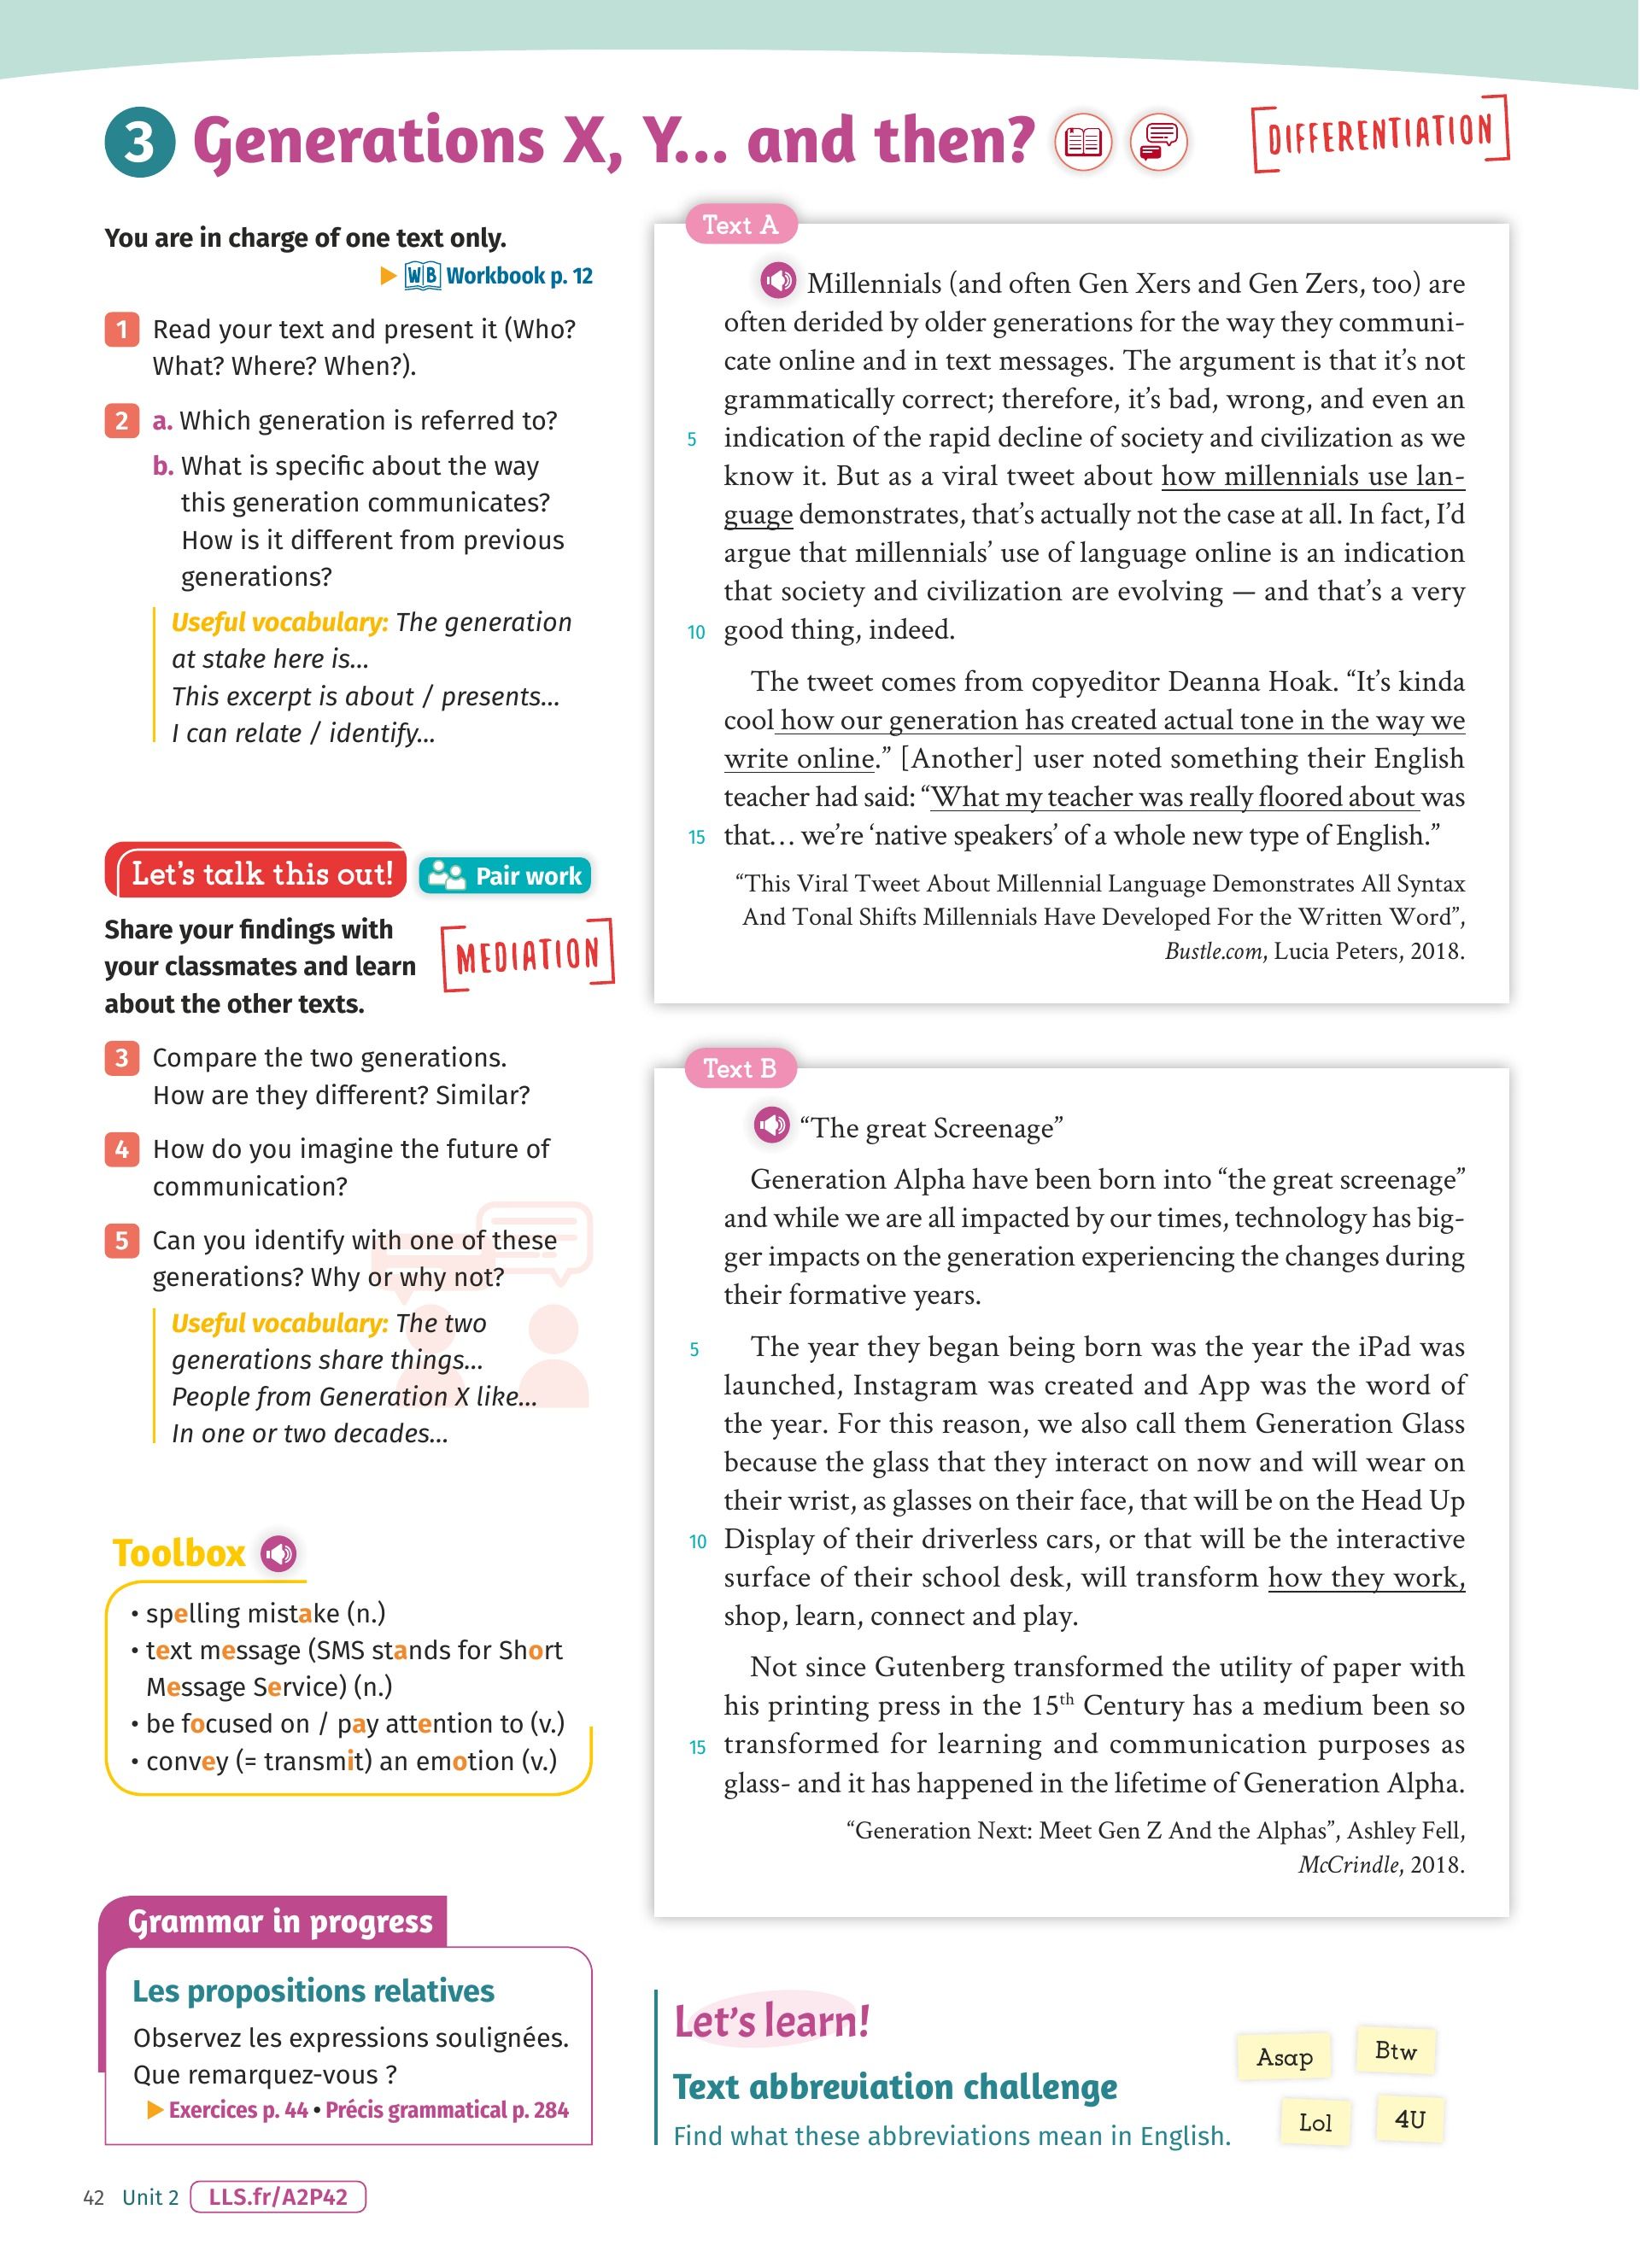 3 Generations X, Y... and then?
DIFFERENTIATION
You are in charge of one text only.
WB Workbook p. 12
1 Read your text and present it (Who?
What? Where? When?).
2 a. Which generation is referred to?
b. What is specific about the way
this generation communicates?
How is it different from previous
generations?
Useful vocabulary: The generation
at stake here is...
This excerpt is about / presents...
I can relate / identify...
Let's talk this out!
Pair work
Share your findings with
your classmates and learn
about the other texts.
MEDIATION
3 Compare the two generations.
How are they different? Similar?
4 How do you imagine the future of
communication?
5 Can you identify with one of these
generations? Why or why not?
Useful vocabulary: The two
generations share things...
People from Generation X like...
In one or two decades...
Toolbox
• spelling mistake (n.)
• text message (SMS stands for Short
Message Service) (n.)
• be focused on / pay attention to (v.)
• convey (= transmit) an emotion (v.)
Grammar in progress
Les propositions relatives
Observez les expressions soulignées.
Que remarquez-vous ?
Exercices p. 44 • Précis grammatical p. 284
Text A
Millennials (and often Gen Xers and Gen Zers, too) are
often derided by older generations for the way they communi-
cate online and in text messages. The argument is that it's not
grammatically correct; therefore, it's bad, wrong, and even an
5 indication of the rapid decline of society and civilization as we
know it. But as a viral tweet about how millennials use lan-
guage demonstrates, that's actually not the case at all. In fact, I'd
argue that millennials' use of language online is an indication
that society and civilization are evolving — and that's a very
10 good thing, indeed.
The tweet comes from copyeditor Deanna Hoak. “It's kinda
cool how our generation has created actual tone in the way we
write online.” [Another] user noted something their English
teacher had said: “What my teacher was really floored about was
15 that... we're ‘native speakers’ of a whole new type of English.”
“This Viral Tweet About Millennial Language Demonstrates All Syntax
And Tonal Shifts Millennials Have Developed For the Written Word”,
Bustle.com, Lucia Peters, 2018.
Text B
“The great Screenage”
Generation Alpha have been born into “the great screenage”
and while we are all impacted by our times, technology has big-
ger impacts on the generation experiencing the changes during
their formative years.
5 The year they began being born was the year the iPad was
launched, Instagram was created and App was the word of
the year. For this reason, we also call them Generation Glass
because the glass that they interact on now and will wear on
their wrist, as glasses on their face, that will be on the Head Up
10 Display of their driverless cars, or that will be the interactive
surface of their school desk, will transform how they work,
shop, learn, connect and play.
Not since Gutenberg transformed the utility of paper with
his printing press in the 15th Century has a medium been so
15 transformed for learning and communication purposes as
glass- and it has happened in the lifetime of Generation Alpha.
“Generation Next: Meet Gen Z And the Alphas”, Ashley Fell,
McCrindle, 2018.
Let's learn!
Text abbreviation challenge
Find what these abbreviations mean in English.
Asap
Btw
Lol
4U
42 Unit 2 LLS.fr/A2P42